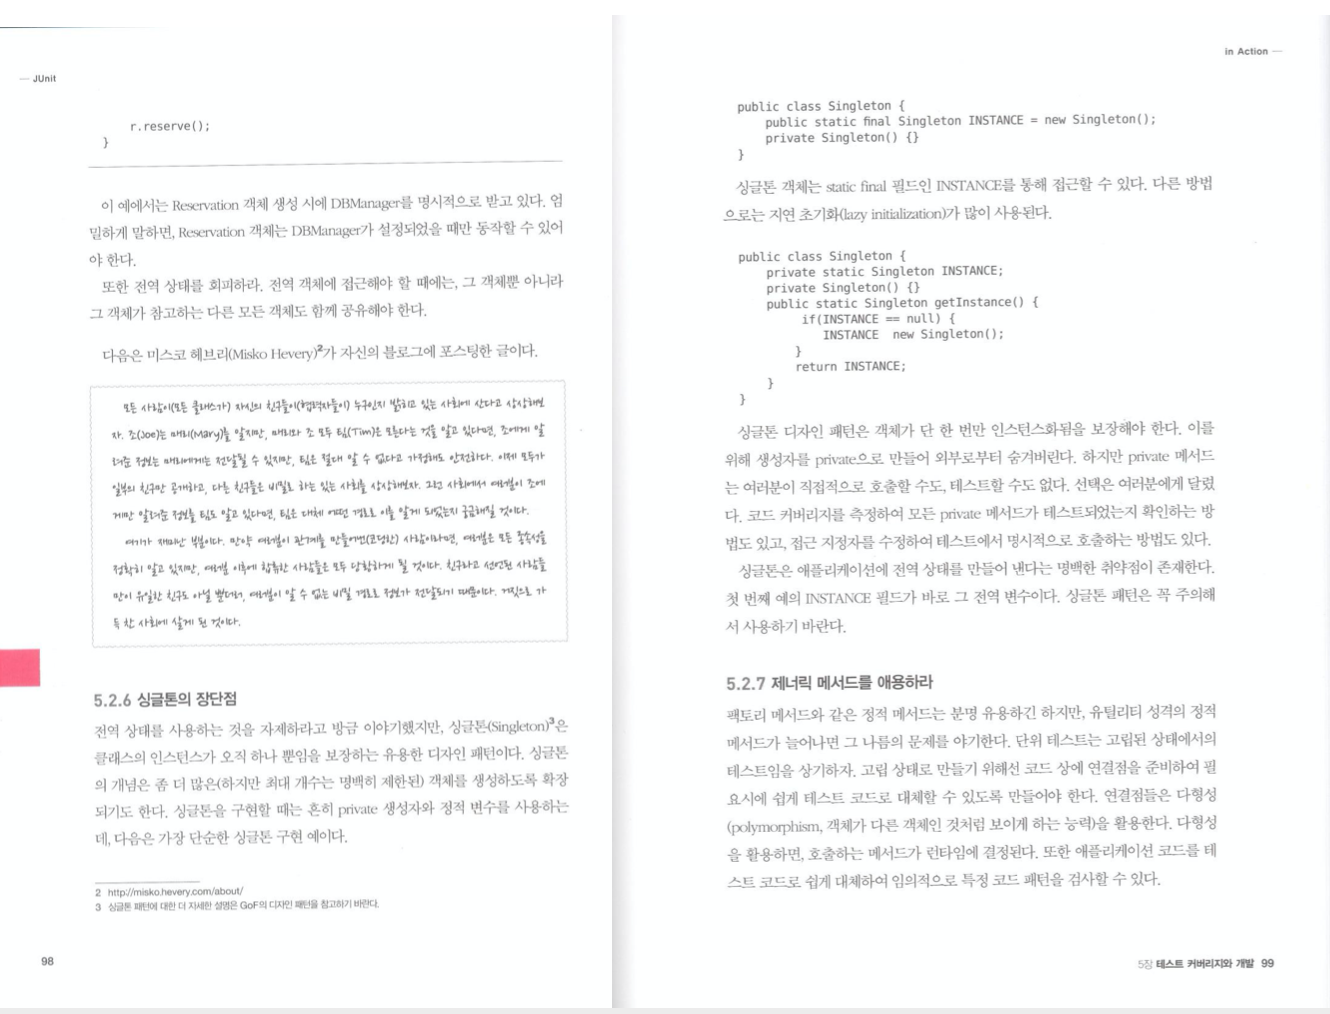 — JUnit
r.reserve();
}
이 예에서는 Reservation 객체 생성 시에 DBManager를 명시적으로 받고 있다. 엄
밀하게 말하면, Reservation 객체는 DBManager가 설정되었을 때만 동작할 수 있어
야 한다.
또한 전역 상태를 회피하라. 전역 객체에 접근해야 할 때에는, 그 객체뿐 아니라
그 객체가 참고하는 다른 모든 객체도 함께 공유해야 한다.
다음은 미스코 헤브리(Misko Hevery)2가 자신의 블로그에 포스팅한 글이다.
모든 사람이(모든 클래스가) 자신의 친구들이(협력자들이) 누구인지 밝히고 있는 사회에 산다고 상상해보
자. 조(Joe)는 매리(Mary)를 알지만, 매리와 조 모두 팀(Tim)은 모른다는 것을 알고 있다면, 조에게 알
려준 정보는 매리에게는 전달될 수 있지만, 팀은 절대 알 수 없다고 가정해도 안전하다. 이제 모두가
일부의 친구만 공개하고, 다른 친구들은 비밀로 하는 있는 사회를 상상해보자. 그런 사회에서 여러분이 조에
게만 알려준 정보를 팀도 알고 있다면, 팀은 대체 어떤 경로로 이를 알게 되었는지 궁금해질 것이다.
여기가 재미난 부분이다. 만약 여러분이 관계를 만들어낸(코딩한) 사람이라면, 여러분은 모든 종속성을
정확히 알고 있지만, 여러분 이후에 합류한 사람들은 모두 당황하게 될 것이다. 친구라고 선언된 사람들
만이 유일한 친구도 아닐 뿐더러, 여러분이 알 수 없는 비밀 경로로 정보가 전달되기 때문이다. 거짓으로 가
득 찬 사회에 살게 된 것이다.
5.2.6 싱글톤의 장단점
전역 상태를 사용하는 것을 자제하라고 방금 이야기했지만, 싱글톤(Singleton)3은
클래스의 인스턴스가 오직 하나 뿐임을 보장하는 유용한 디자인 패턴이다. 싱글톤
의 개념은 좀 더 많은(하지만 최대 개수는 명백히 제한된) 객체를 생성하도록 확장
되기도 한다. 싱글톤을 구현할 때는 흔히 private 생성자와 정적 변수를 사용하는
데, 다음은 가장 단순한 싱글톤 구현 예이다.
2 http://misko.hevery.com/about/
3 싱글톤 패턴에 대한 더 자세한 설명은 GoF의 디자인 패턴을 참고하기 바란다.
98
in Action —
public class Singleton {
public static final Singleton INSTANCE = new Singleton();
private Singleton() {}
}
싱글톤 객체는 static final 필드인 INSTANCE를 통해 접근할 수 있다. 다른 방법
으로는 지연 초기화(lazy initialization)가 많이 사용된다.
public class Singleton {
private static Singleton INSTANCE;
private Singleton() {}
public static Singleton getInstance() {
if(INSTANCE == null) {
INSTANCE new Singleton();
}
return INSTANCE;
}
}
싱글톤 디자인 패턴은 객체가 단 한 번만 인스턴스화됨을 보장해야 한다. 이를
위해 생성자를 private으로 만들어 외부로부터 숨겨버린다. 하지만 private 메서드
는 여러분이 직접적으로 호출할 수도, 테스트할 수도 없다. 선택은 여러분에게 달렸
다. 코드 커버리지를 측정하여 모든 private 메서드가 테스트되었는지 확인하는 방
법도 있고, 접근 지정자를 수정하여 테스트에서 명시적으로 호출하는 방법도 있다.
싱글톤은 애플리케이션에 전역 상태를 만들어 낸다는 명백한 취약점이 존재한다.
첫 번째 예의 INSTANCE 필드가 바로 그 전역 변수이다. 싱글톤 패턴은 꼭 주의해
서 사용하기 바란다.
5.2.7 제너릭 메서드를 애용하라
팩토리 메서드와 같은 정적 메서드는 분명 유용하긴 하지만, 유틸리티 성격의 정적
메서드가 늘어나면 그 나름의 문제를 야기한다. 단위 테스트는 고립된 상태에서의
테스트임을 상기하자. 고립 상태로 만들기 위해선 코드 상에 연결점을 준비하여 필
요시에 쉽게 테스트 코드로 대체할 수 있도록 만들어야 한다. 연결점들은 다형성
(polymorphism, 객체가 다른 객체인 것처럼 보이게 하는 능력)을 활용한다. 다형성
을 활용하면, 호출하는 메서드가 런타임에 결정된다. 또한 애플리케이션 코드를 테
스트 코드로 쉽게 대체하여 임의적으로 특정 코드 패턴을 검사할 수 있다.
5장 테스트 커버리지와 개발 99